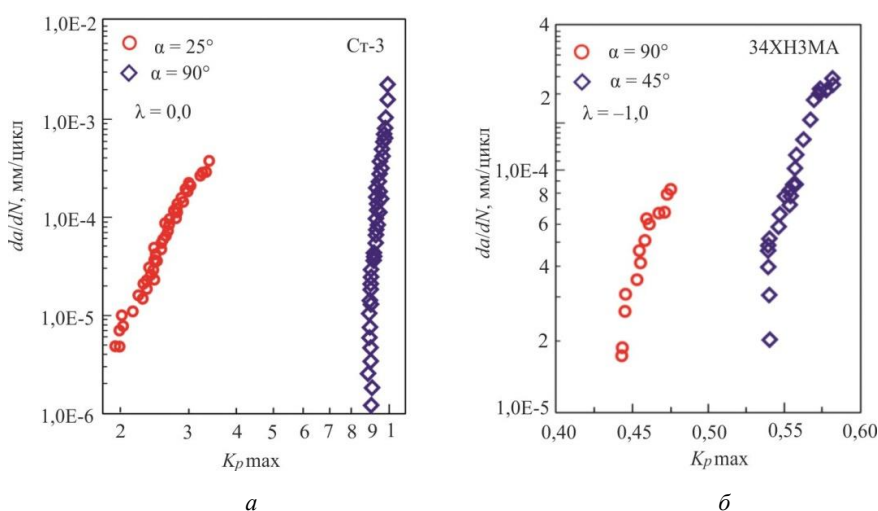 1,0E-2
1,0E-3
1,0E-4
1,0E-5
1,0E-6
da/dN, мм/цикл
α = 25°
α = 90°
λ = 0,0
Ст-3
2 3 4 5 6 7 8 9 1
Kp max
а
4
2
1,0E-4
8
6
4
2
1,0E-5
da/dN, мм/цикл
α = 90°
α = 45°
λ = –1,0
34ХН3МА
0,40 0,45 0,50 0,55 0,60
Kp max
б